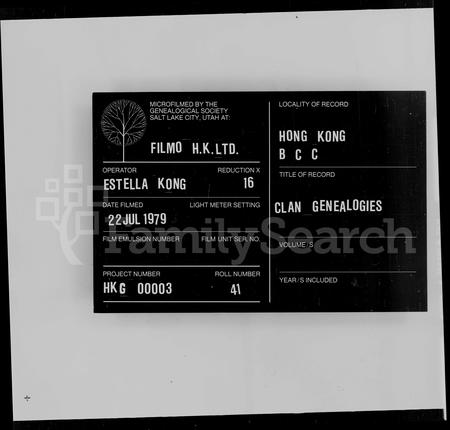 MICROFILMED BY THE
GENEALOGICAL SOCIETY
SALT LAKE CITY, UTAH AT:
FILMO H.K.LTD.
OPERATOR REDUCTION X
ESTELLA KONG 16
DATE FILMED LIGHT METER SETTING
22JUL 1979
FILM EMULSION NUMBER FILM UNIT SER. NO.
PROJECT NUMBER ROLL NUMBER
HKG 00003 41
LOCALITY OF RECORD
HONG KONG
B C C
TITLE OF RECORD
CLAN GENEALOGIES
VOLUME/S
YEAR/S INCLUDED
FamilySearch